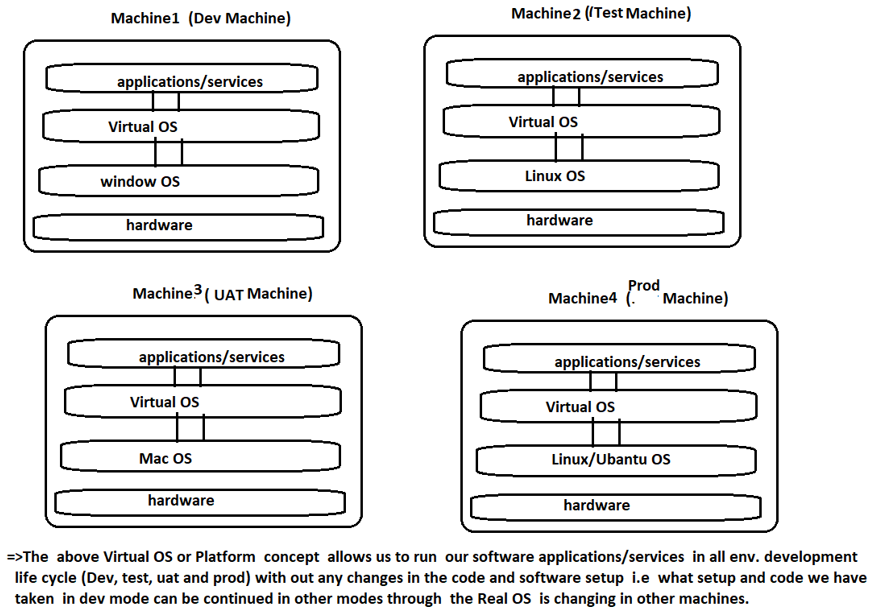 Machine1 (Dev Machine)
applications/services
Virtual OS
window OS
hardware
Machine2 (Test Machine)
applications/services
Virtual OS
Linux OS
hardware
Machine3 ( UAT Machine)
applications/services
Virtual OS
Mac OS
hardware
Machine4 (Prod Machine)
applications/services
Virtual OS
Linux/Ubantu OS
hardware
=>The above Virtual OS or Platform concept allows us to run our software applications/services in all env. development
life cycle (Dev, test, uat and prod) with out any changes in the code and software setup i.e what setup and code we have
taken in dev mode can be continued in other modes through the Real OS is changing in other machines.